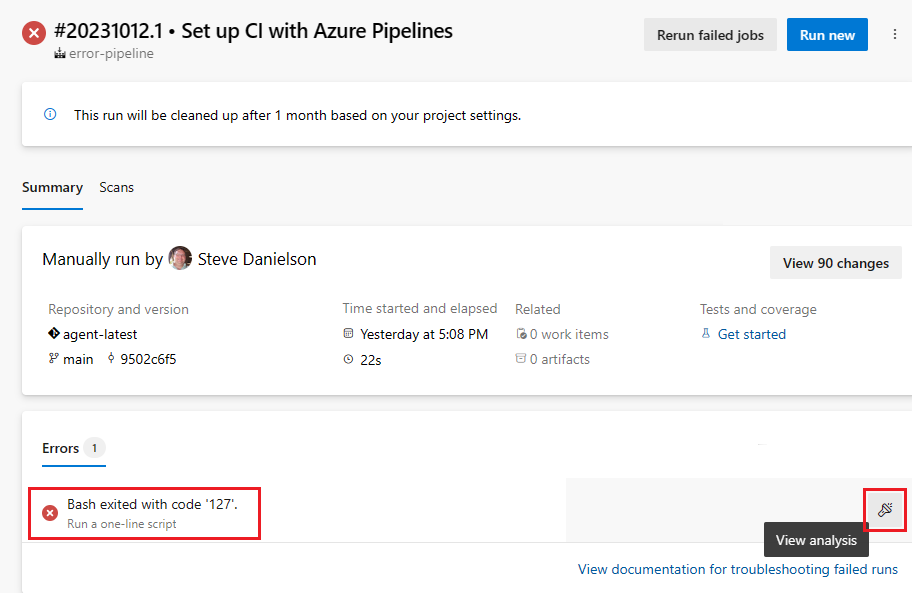 #20231012.1 • Set up CI with Azure Pipelines
error-pipeline
Rerun failed jobs
Run new
This run will be cleaned up after 1 month based on your project settings.
Summary
Scans
Manually run by Steve Danielson
View 90 changes
Repository and version
agent-latest
main 9502c6f5
Time started and elapsed
Yesterday at 5:08 PM
22s
Related
0 work items
0 artifacts
Tests and coverage
Get started
Errors 1
Bash exited with code '127'.
Run a one-line script
View analysis
View documentation for troubleshooting failed runs